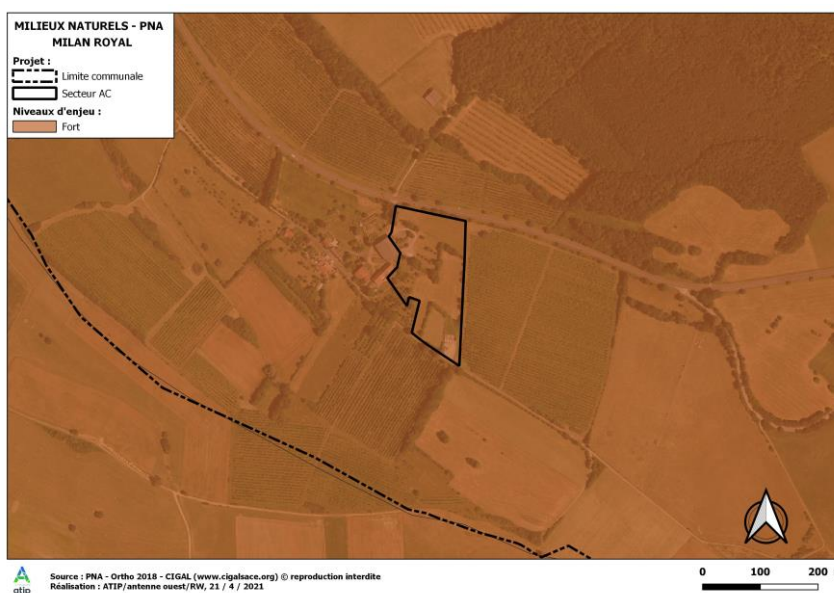 MILIEUX NATURELS - PNA
MILAN ROYAL
Projet :
Limite communale
Secteur AC
Niveaux d'enjeu :
Fort
atip
Source : PNA - Ortho 2018 - CIGAL (www.cigalsace.org) © reproduction interdite
Réalisation : ATIP/antenne ouest/RW, 21 / 4 / 2021
0 100 200